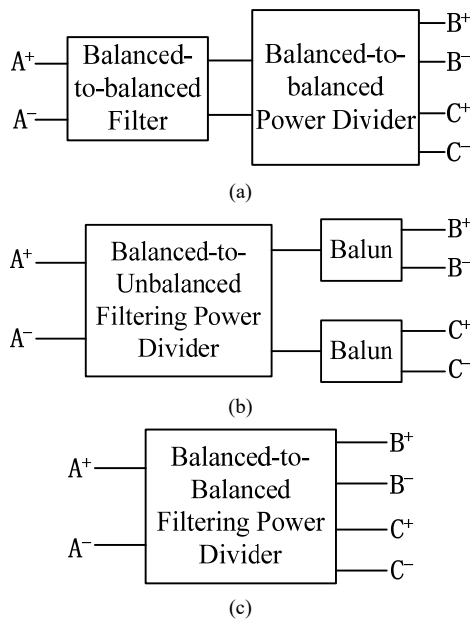 A⁺
A⁻
Balanced-
to-balanced
Filter
Balanced-to-
balanced
Power Divider
B⁺
B⁻
C⁺
C⁻
(a)
A⁺
A⁻
Balanced-to-
Unbalanced
Filtering Power
Divider
Balun
Balun
B⁺
B⁻
C⁺
C⁻
(b)
A⁺
A⁻
Balanced-to-
Balanced
Filtering Power
Divider
B⁺
B⁻
C⁺
C⁻
(c)